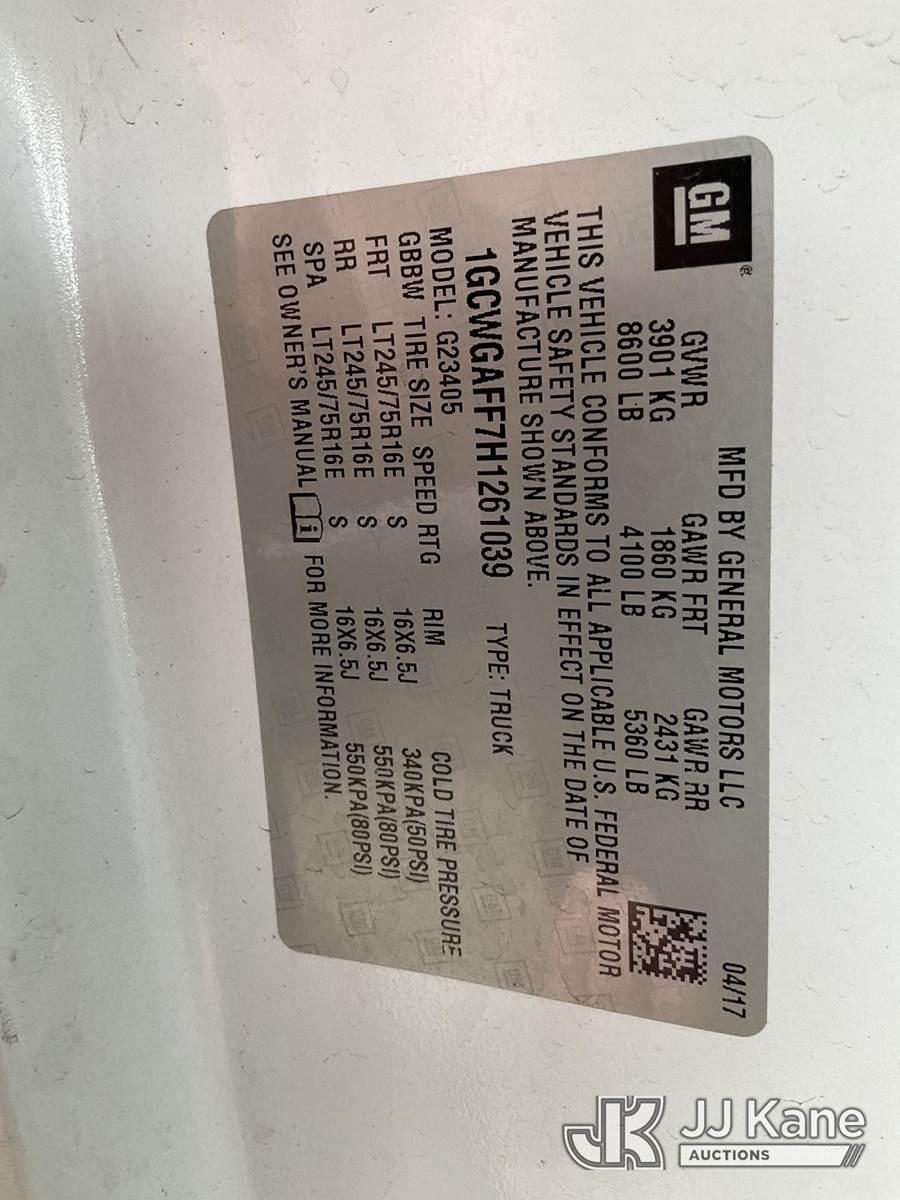 GM
®
MFD BY GENERAL MOTORS LLC 04/17
GVWR GAWR FRT GAWR RR
3901 KG 1860 KG 2431 KG
8600 LB 4100 LB 5360 LB
THIS VEHICLE CONFORMS TO ALL APPLICABLE U.S. FEDERAL MOTOR
VEHICLE SAFETY STANDARDS IN EFFECT ON THE DATE OF
MANUFACTURE SHOWN ABOVE.
1GCWGAFF7H1261039 TYPE: TRUCK
MODEL: G23405
GBBW TIRE SIZE SPEED RTG RIM COLD TIRE PRESSURE
FRT LT245/75R16E S 16X6.5J 340KPA(50PSI)
RR LT245/75R16E S 16X6.5J 550KPA(80PSI)
SPA LT245/75R16E S 16X6.5J 550KPA(80PSI)
SEE OWNER'S MANUAL i FOR MORE INFORMATION.
JK JJ Kane
AUCTIONS